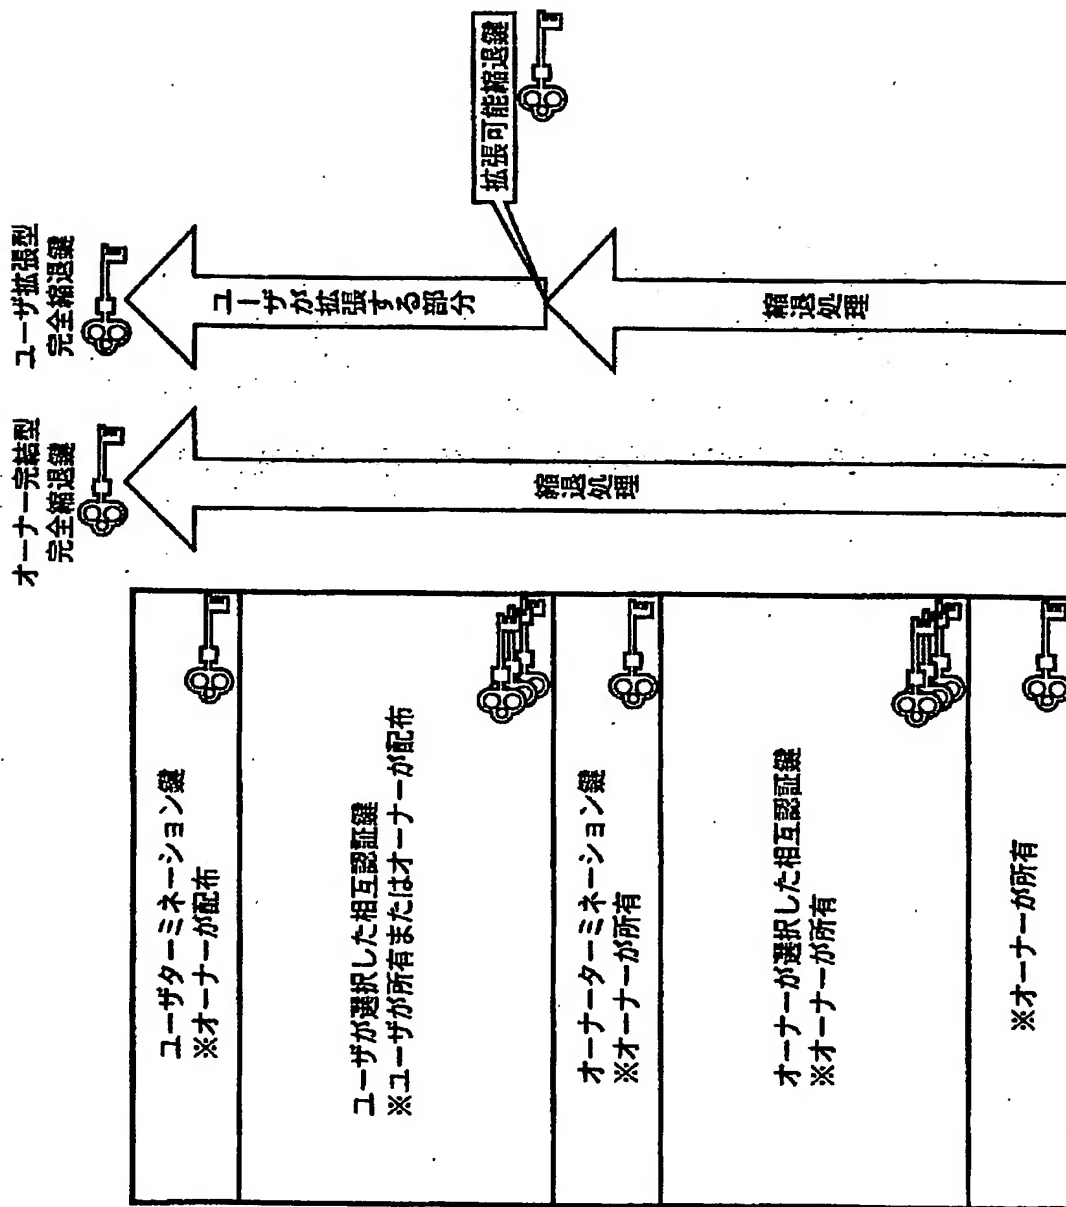 オーナー完結型
完全縮退鍵
ユーザ拡張型
完全縮退鍵
ユーザターミネーション鍵
※オーナーが配布
ユーザが選択した相互認証鍵
※ユーザが所有またはオーナーが配布
オーナーターミネーション鍵
※オーナーが所有
オーナーが選択した相互認証鍵
※オーナーが所有
※オーナーが所有
縮退処理
ユーザが拡張する部分
縮退処理
拡張可能縮退鍵